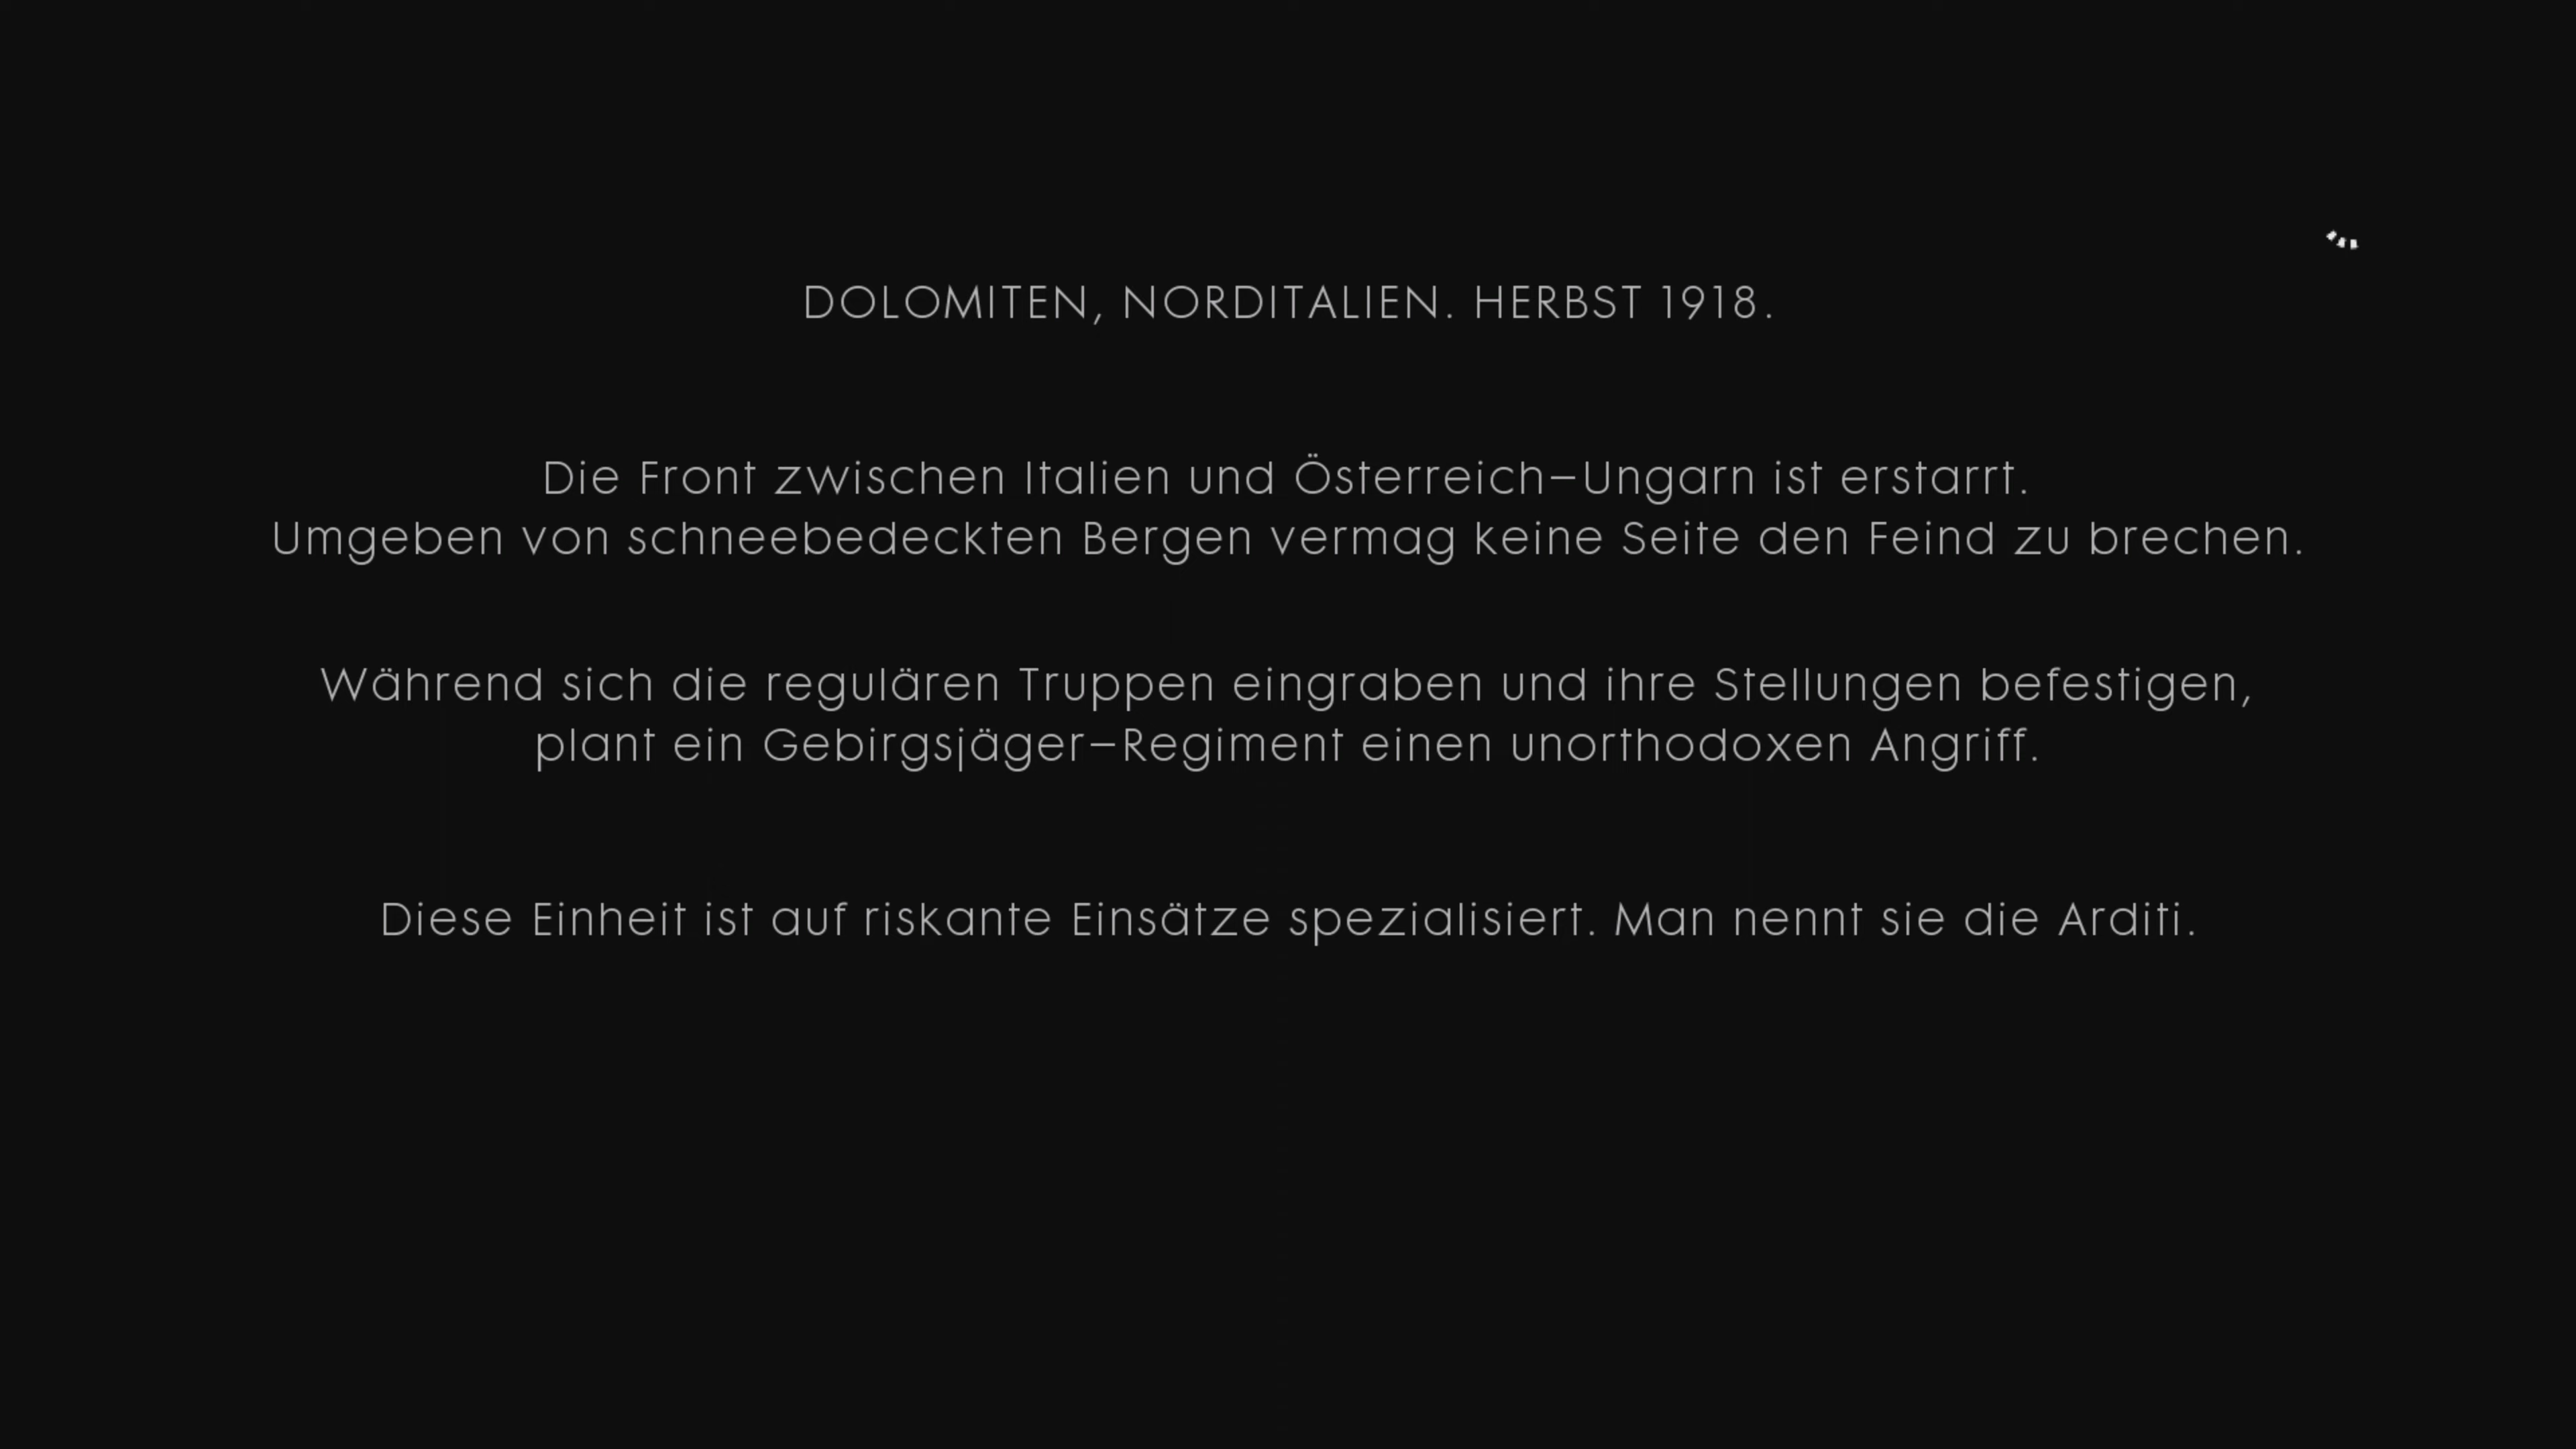 DOLOMITEN, NORDITALIEN. HERBST 1918.
Die Front zwischen Italien und Österreich–Ungarn ist erstarrt.
Umgeben von schneebedeckten Bergen vermag keine Seite den Feind zu brechen.
Während sich die regulären Truppen eingraben und ihre Stellungen befestigen,
plant ein Gebirgsjäger–Regiment einen unorthodoxen Angriff.
Diese Einheit ist auf riskante Einsätze spezialisiert. Man nennt sie die Arditi.